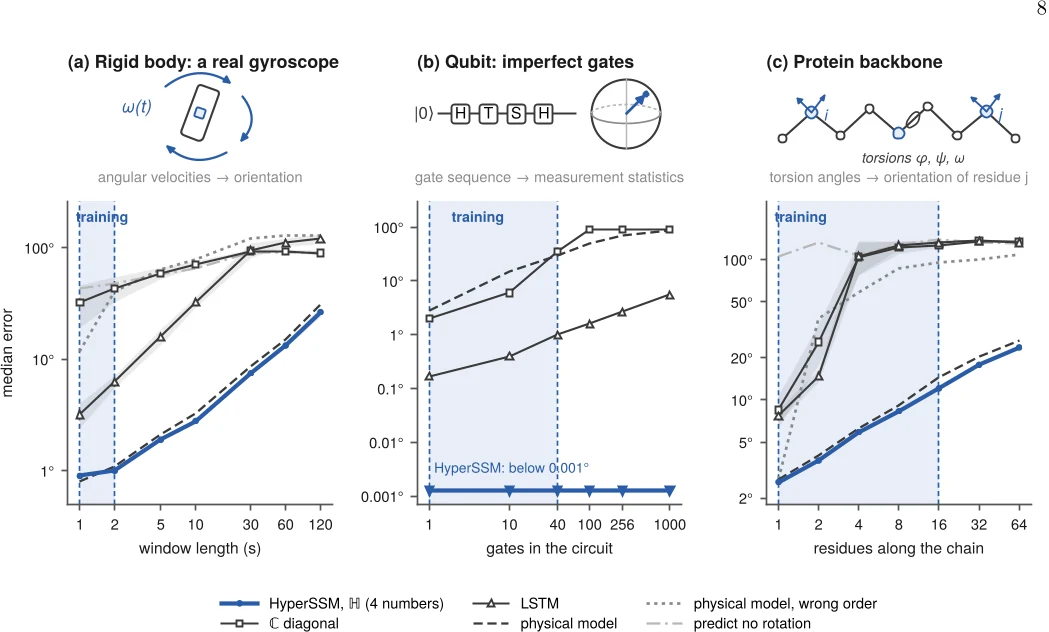 8
(a) Rigid body: a real gyroscope
ω(t)
angular velocities → orientation
training
100°
10°
1°
median error
1 2 5 10 30 60 120
window length (s)
(b) Qubit: imperfect gates
|0⟩ H T S H
gate sequence → measurement statistics
training
100°
10°
1°
0.1°
0.01°
0.001°
HyperSSM: below 0.001°
1 10 40 100 256 1000
gates in the circuit
(c) Protein backbone
i j
torsions φ, ψ, ω
torsion angles → orientation of residue j
training
100°
50°
20°
10°
5°
2°
1 2 4 8 16 32 64
residues along the chain
HyperSSM, ℍ (4 numbers) LSTM physical model, wrong order
ℂ diagonal physical model predict no rotation